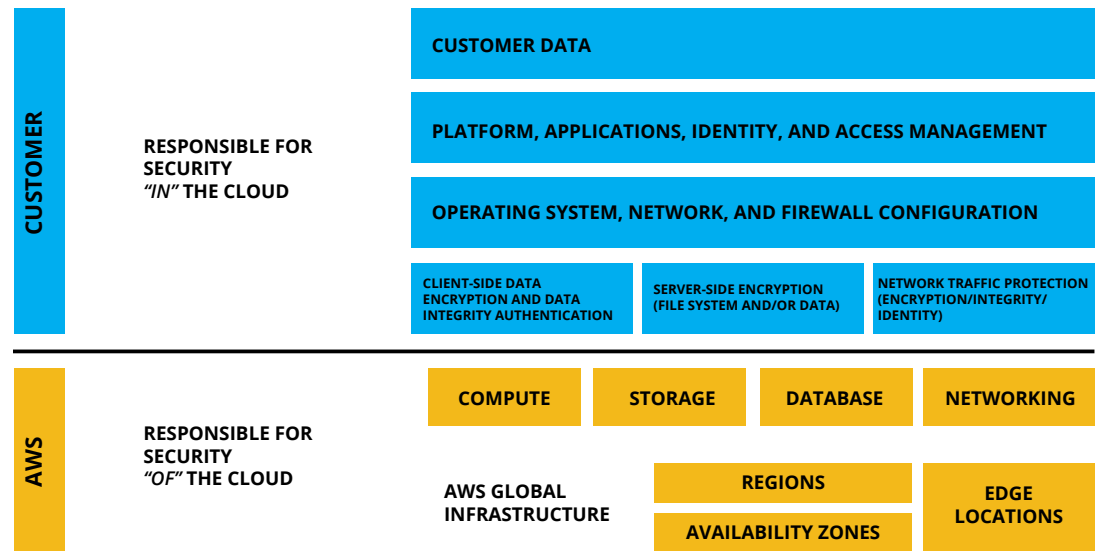 CUSTOMER
RESPONSIBLE FOR
SECURITY
“IN” THE CLOUD
CUSTOMER DATA
PLATFORM, APPLICATIONS, IDENTITY, AND ACCESS MANAGEMENT
OPERATING SYSTEM, NETWORK, AND FIREWALL CONFIGURATION
CLIENT-SIDE DATA
ENCRYPTION AND DATA
INTEGRITY AUTHENTICATION
SERVER-SIDE ENCRYPTION
(FILE SYSTEM AND/OR DATA)
NETWORK TRAFFIC PROTECTION
(ENCRYPTION/INTEGRITY/
IDENTITY)
AWS
RESPONSIBLE FOR
SECURITY
“OF” THE CLOUD
COMPUTE
STORAGE
DATABASE
NETWORKING
AWS GLOBAL
INFRASTRUCTURE
REGIONS
AVAILABILITY ZONES
EDGE
LOCATIONS